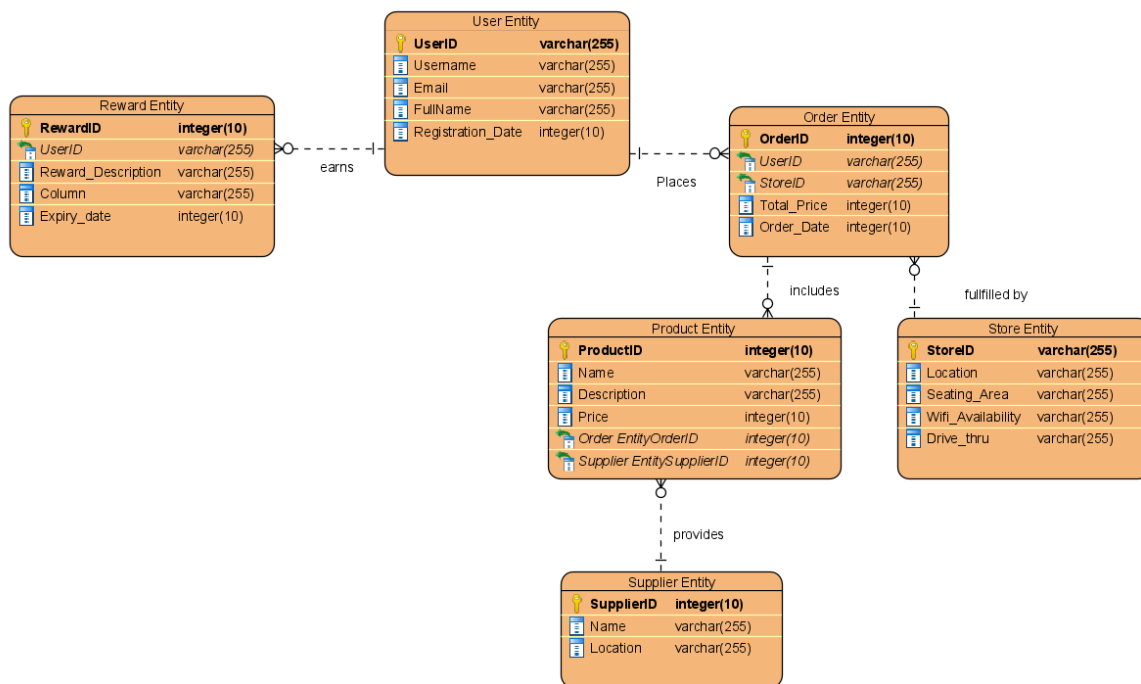 User Entity
UserID varchar(255)
Username varchar(255)
Email varchar(255)
FullName varchar(255)
Registration_Date integer(10)
Reward Entity
RewardID integer(10)
UserID varchar(255)
Reward_Description varchar(255)
Column varchar(255)
Expiry_date integer(10)
earns
Places
Order Entity
OrderID integer(10)
UserID varchar(255)
StoreID varchar(255)
Total_Price integer(10)
Order_Date integer(10)
includes
fullfilled by
Product Entity
ProductID integer(10)
Name varchar(255)
Description varchar(255)
Price integer(10)
Order EntityOrderID integer(10)
Supplier EntitySupplierID integer(10)
Store Entity
StoreID varchar(255)
Location varchar(255)
Seating_Area varchar(255)
Wifi_Availability varchar(255)
Drive_thru varchar(255)
provides
Supplier Entity
SupplierID integer(10)
Name varchar(255)
Location varchar(255)